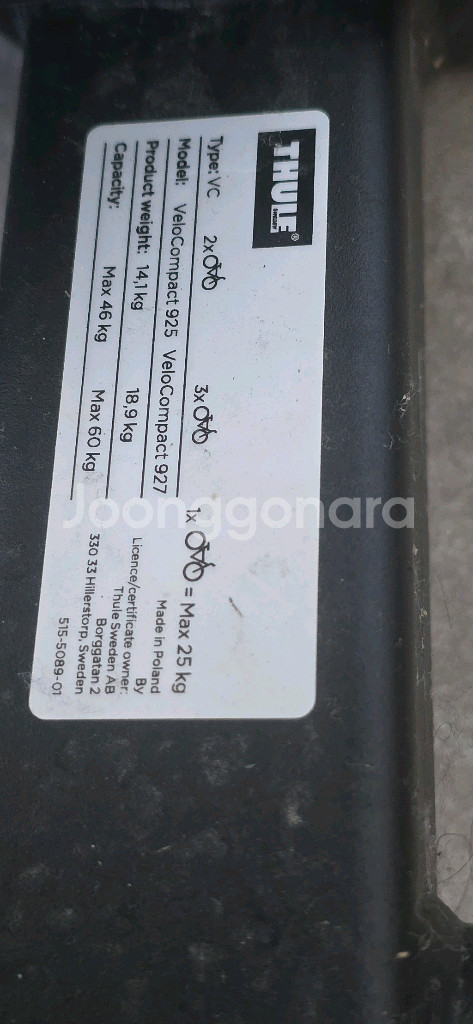 THULE®
SWEDEN
Type: VC 2x 3x 1x = Max 25 kg
Model: VeloCompact 925 VeloCompact 927
Product weight: 14,1 kg 18,9 kg
Capacity: Max 46 kg Max 60 kg
Made in Poland
By
Licence/certificate owner:
Thule Sweden AB
Borggatan 2
330 33 Hillerstorp, Sweden
515-5089-01
Joonggonara